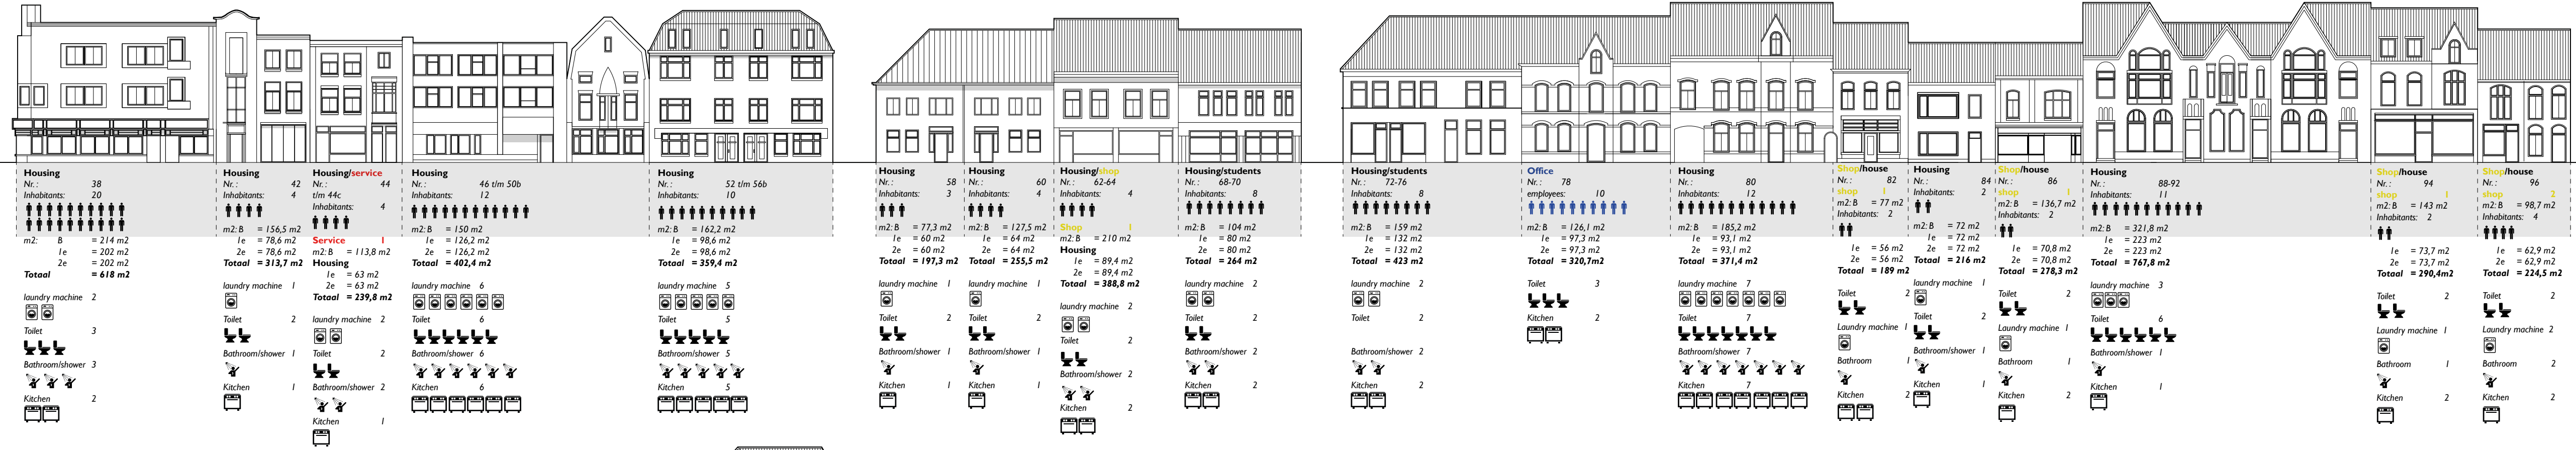 Housing
Nr. : 38
Inhabitants: 20
m2: B = 214 m2
1e = 202 m2
2e = 202 m2
Totaal = 618 m2
laundry machine 2
Toilet 3
Bathroom/shower 3
Kitchen 2
Housing
Nr. : 42
Inhabitants: 4
m2: B = 156,5 m2
1e = 78,6 m2
2e = 78,6 m2
Totaal = 313,7 m2
laundry machine 1
Toilet 2
Bathroom/shower 1
Kitchen 1
Housing/service
Nr. : 44
t/m 44c
Inhabitants: 4
Service 1
m2: B = 113,8 m2
Housing
1e = 63 m2
2e = 63 m2
Totaal = 239,8 m2
laundry machine 2
Toilet 2
Bathroom/shower 2
Kitchen 1
Housing
Nr. : 46 t/m 50b
Inhabitants: 12
m2: B = 150 m2
1e = 126,2 m2
2e = 126,2 m2
Totaal = 402,4 m2
laundry machine 6
Toilet 6
Bathroom/shower 6
Kitchen 6
Housing
Nr. : 52 t/m 56b
Inhabitants: 10
m2: B = 162,2 m2
1e = 98,6 m2
2e = 98,6 m2
Totaal = 359,4 m2
laundry machine 5
Toilet 5
Bathroom/shower 5
Kitchen 5
Housing
Nr. : 58
Inhabitants: 3
m2: B = 77,3 m2
1e = 60 m2
2e = 60 m2
Totaal = 197,3 m2
laundry machine 1
Toilet 2
Bathroom/shower 1
Kitchen 1
Housing
Nr. : 60
Inhabitants: 4
m2: B = 127,5 m2
1e = 64 m2
2e = 64 m2
Totaal = 255,5 m2
laundry machine 1
Toilet 2
Bathroom/shower 1
Kitchen 1
Housing/shop
Nr. : 62-64
Inhabitants: 4
Shop 1
m2: B = 210 m2
Housing
1e = 89,4 m2
2e = 89,4 m2
Totaal = 388,8 m2
laundry machine 2
Toilet 2
Bathroom/shower 2
Kitchen 2
Housing/students
Nr. : 68-70
Inhabitants: 8
m2: B = 104 m2
1e = 80 m2
2e = 80 m2
Totaal = 264 m2
laundry machine 2
Toilet 2
Bathroom/shower 2
Kitchen 2
Housing/students
Nr. : 72-76
Inhabitants: 8
m2: B = 159 m2
1e = 132 m2
2e = 132 m2
Totaal = 423 m2
laundry machine 2
Toilet 2
Bathroom/shower 2
Kitchen 2
Office
Nr. : 78
employees: 10
m2: B = 126,1 m2
1e = 97,3 m2
2e = 97,3 m2
Totaal = 320,7m2
Toilet 3
Kitchen 2
Housing
Nr. : 80
Inhabitants: 12
m2: B = 185,2 m2
1e = 93,1 m2
2e = 93,1 m2
Totaal = 371,4 m2
laundry machine 7
Toilet 7
Bathroom/shower 7
Kitchen 7
Shop/house
Nr. : 82
shop 1
m2: B = 77 m2
Inhabitants: 2
1e = 56 m2
2e = 56 m2
Totaal = 189 m2
Toilet 2
Laundry machine 1
Bathroom 1
Kitchen 2
Housing
Nr. : 84
Inhabitants: 2
m2: B = 72 m2
1e = 72 m2
2e = 72 m2
Totaal = 216 m2
laundry machine 1
Toilet 2
Bathroom/shower 1
Kitchen 1
Shop/house
Nr. : 86
shop 1
m2: B = 136,7 m2
Inhabitants: 2
1e = 70,8 m2
2e = 70,8 m2
Totaal = 278,3 m2
Toilet 2
Laundry machine 1
Bathroom 1
Kitchen 2
Housing
Nr. : 88-92
Inhabitants: 11
m2: B = 321,8 m2
1e = 223 m2
2e = 223 m2
Totaal = 767,8 m2
laundry machine 3
Toilet 6
Bathroom/shower 1
Kitchen 1
Shop/house
Nr. : 94
shop 1
m2: B = 143 m2
Inhabitants: 2
1e = 73,7 m2
2e = 73,7 m2
Totaal = 290,4m2
Toilet 2
Laundry machine 1
Bathroom 1
Kitchen 2
Shop/house
Nr. : 96
shop 2
m2: B = 98,7 m2
Inhabitants: 4
1e = 62,9 m2
2e = 62,9 m2
Totaal = 224,5 m2
Toilet 2
Laundry machine 2
Bathroom 2
Kitchen 2